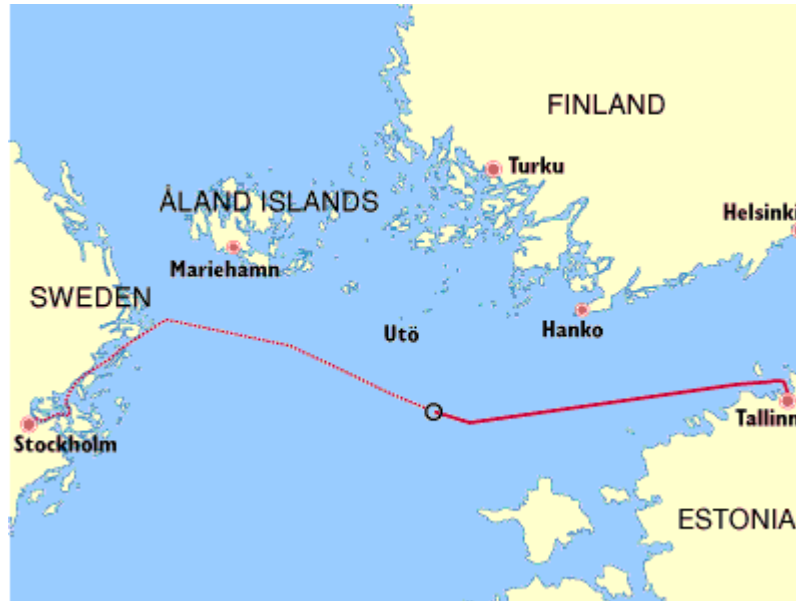 FINLAND
Turku
ÅLAND ISLANDS
Helsinki
Mariehamn
SWEDEN
Utö
Hanko
Tallinn
Stockholm
ESTONIA